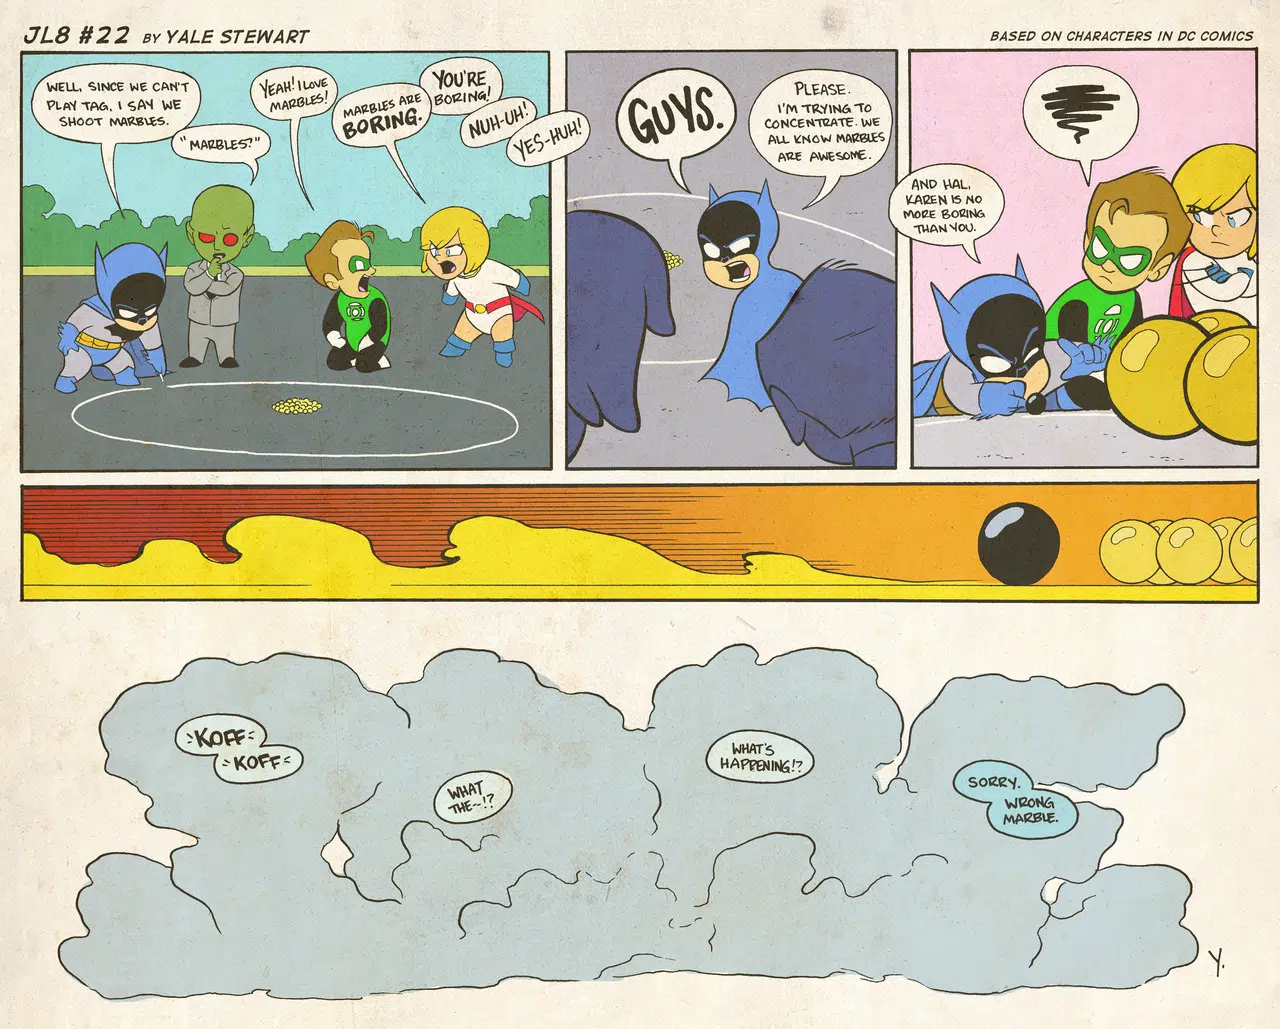 JL8 #22 BY YALE STEWART
BASED ON CHARACTERS IN DC COMICS
WELL, SINCE WE CAN'T
PLAY TAG, I SAY WE
SHOOT MARBLES.
"MARBLES?"
YEAH! I LOVE
MARBLES!
MARBLES ARE
BORING.
YOU'RE
BORING!
NUH-UH!
YES-HUH!
GUYS.
PLEASE.
I'M TRYING TO
CONCENTRATE. WE
ALL KNOW MARBLES
ARE AWESOME.
AND HAL,
KAREN IS NO
MORE BORING
THAN YOU.
KOFF
KOFF
WHAT
THE~!?
WHAT'S
HAPPENING!?
SORRY.
WRONG
MARBLE.
Y.